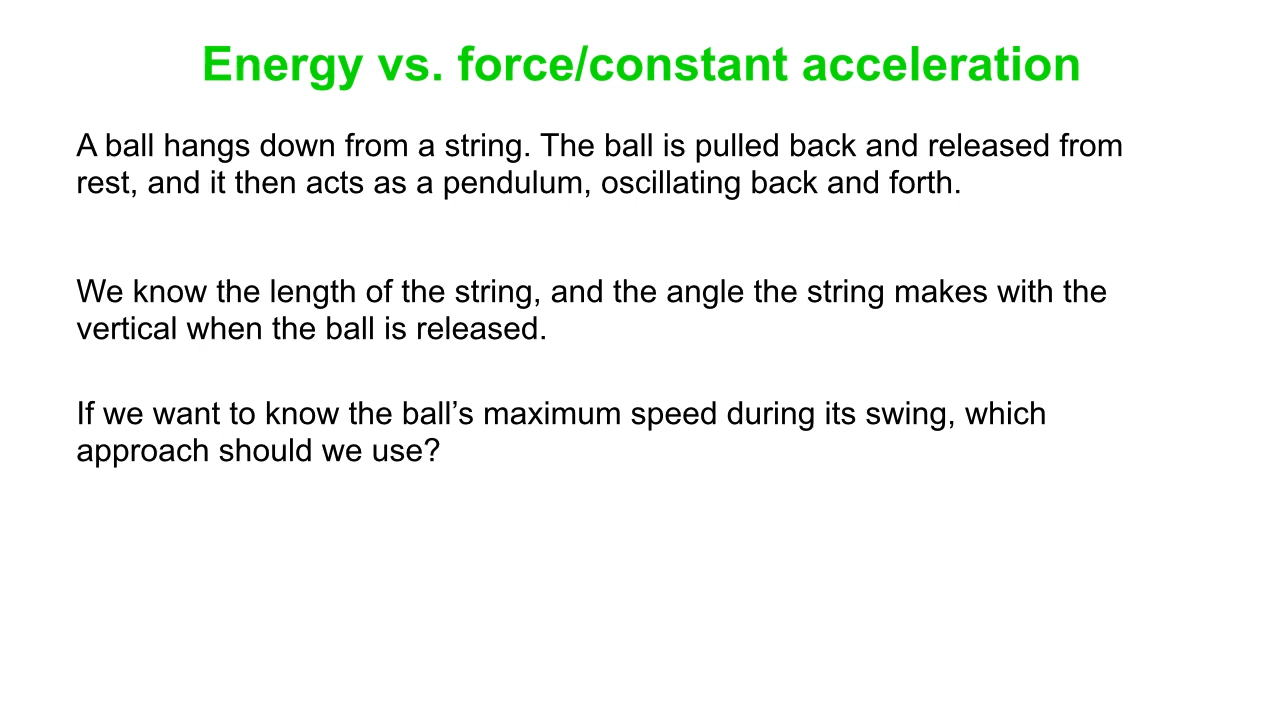 Energy vs. force/constant acceleration
A ball hangs down from a string. The ball is pulled back and released from
rest, and it then acts as a pendulum, oscillating back and forth.
We know the length of the string, and the angle the string makes with the
vertical when the ball is released.
If we want to know the ball’s maximum speed during its swing, which
approach should we use?